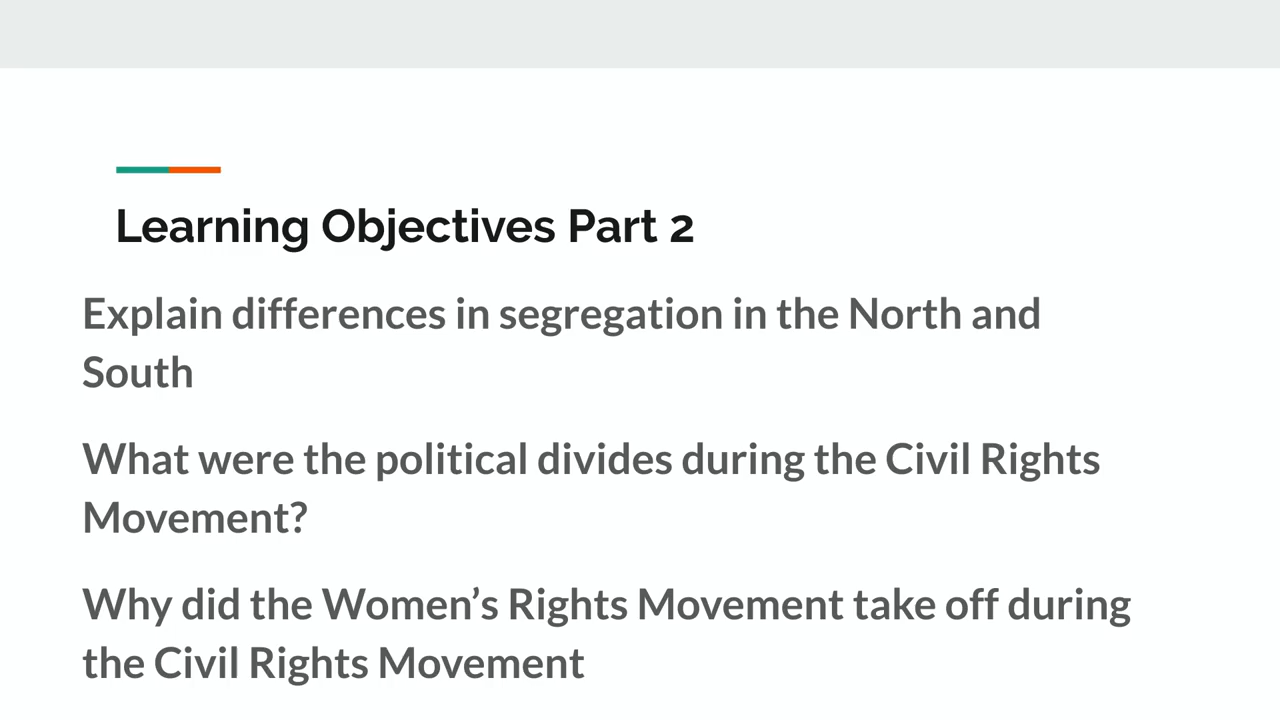 Learning Objectives Part 2
Explain differences in segregation in the North and
South
What were the political divides during the Civil Rights
Movement?
Why did the Women’s Rights Movement take off during
the Civil Rights Movement